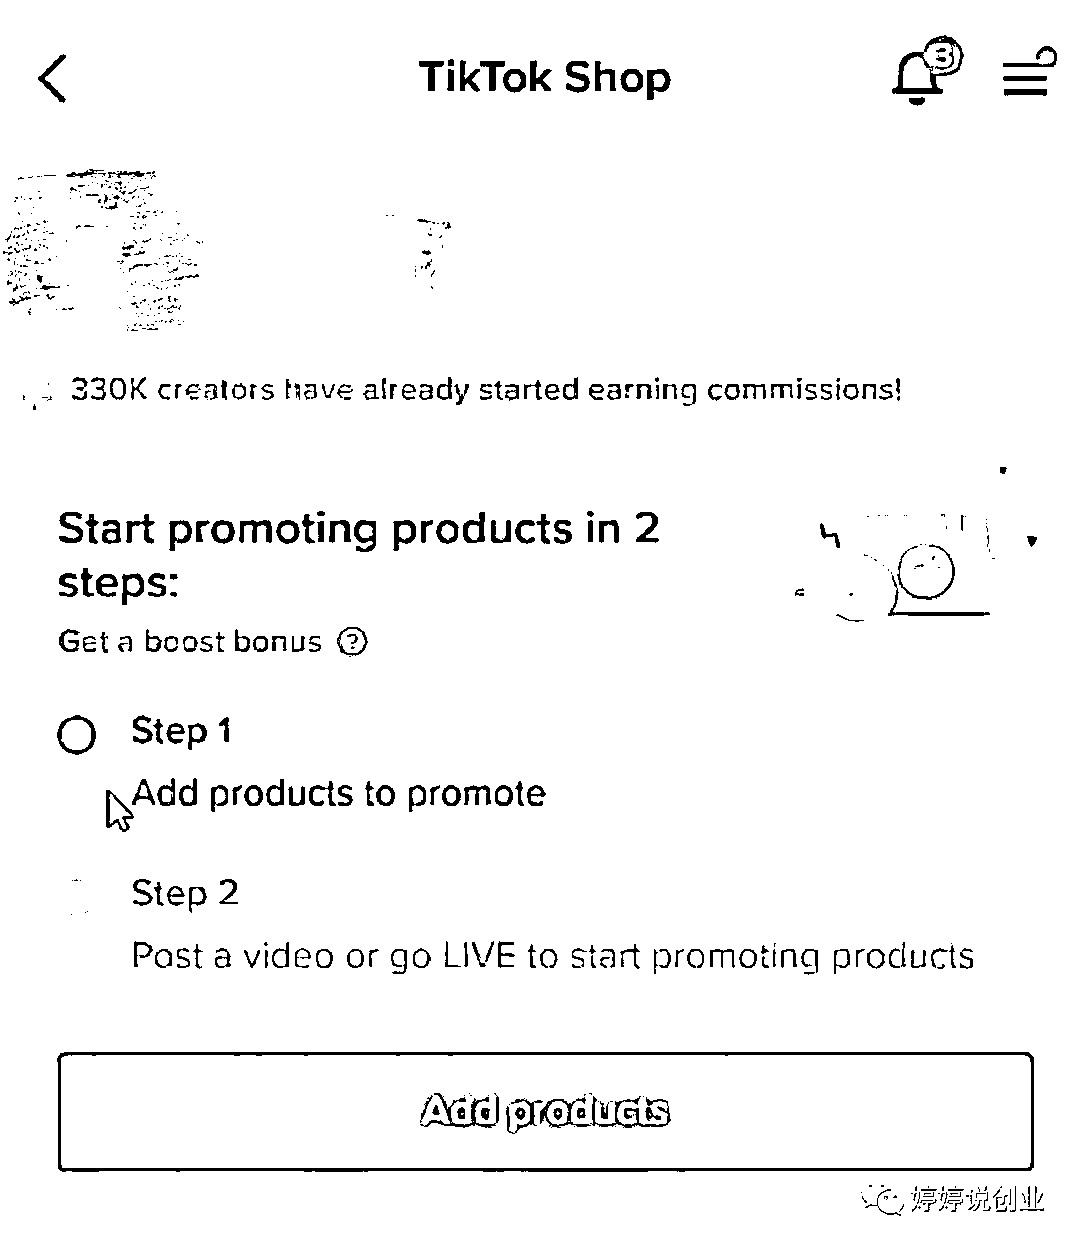 TikTok Shop
3
330K creators have already started earning commissions!
Start promoting products in 2
steps:
Get a boost bonus ?
Step 1
Add products to promote
Step 2
Post a video or go LIVE to start promoting products
Add products
婷婷说创业